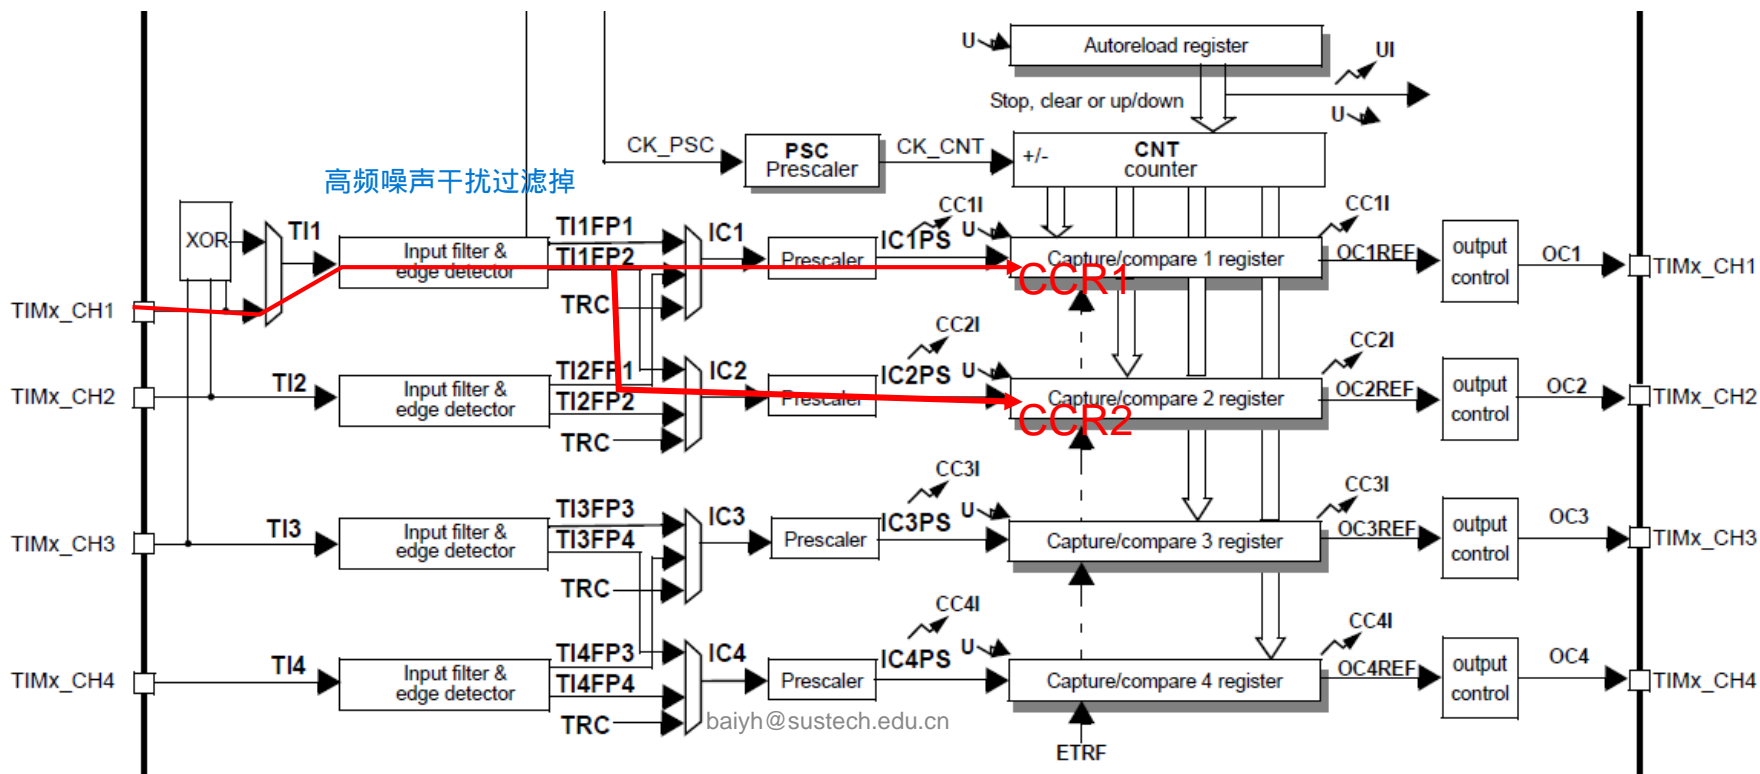 U
Autoreload register
UI
Stop, clear or up/down
U
CK_PSC
PSC
Prescaler
CK_CNT
+/-
CNT
counter
高频噪声干扰过滤掉
XOR
TI1
Input filter &
edge detector
TI1FP1
TI1FP2
TRC
IC1
Prescaler
CC1I
IC1PS
U
Capture/compare 1 register
CCR1
CC1I
OC1REF
output
control
OC1
TIMx_CH1
TIMx_CH1
TIMx_CH2
TI2
Input filter &
edge detector
TI2FP1
TI2FP2
TRC
IC2
Prescaler
CC2I
IC2PS
U
Capture/compare 2 register
CCR2
CC2I
OC2REF
output
control
OC2
TIMx_CH2
TIMx_CH3
TI3
Input filter &
edge detector
TI3FP3
TI3FP4
TRC
IC3
Prescaler
CC3I
IC3PS
U
Capture/compare 3 register
CC3I
OC3REF
output
control
OC3
TIMx_CH3
TIMx_CH4
TI4
Input filter &
edge detector
TI4FP3
TI4FP4
TRC
IC4
Prescaler
CC4I
IC4PS
U
Capture/compare 4 register
CC4I
OC4REF
output
control
OC4
TIMx_CH4
baiyh@sustech.edu.cn
ETRF